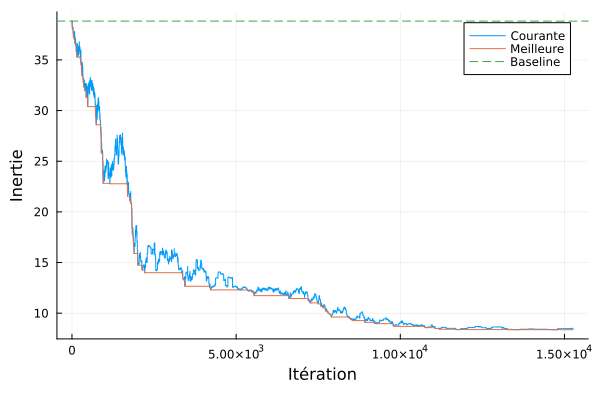 Courante
Meilleure
Baseline
35
30
25
20
15
10
Inertie
0
5.00×10³
1.00×10⁴
1.50×10⁴
Itération